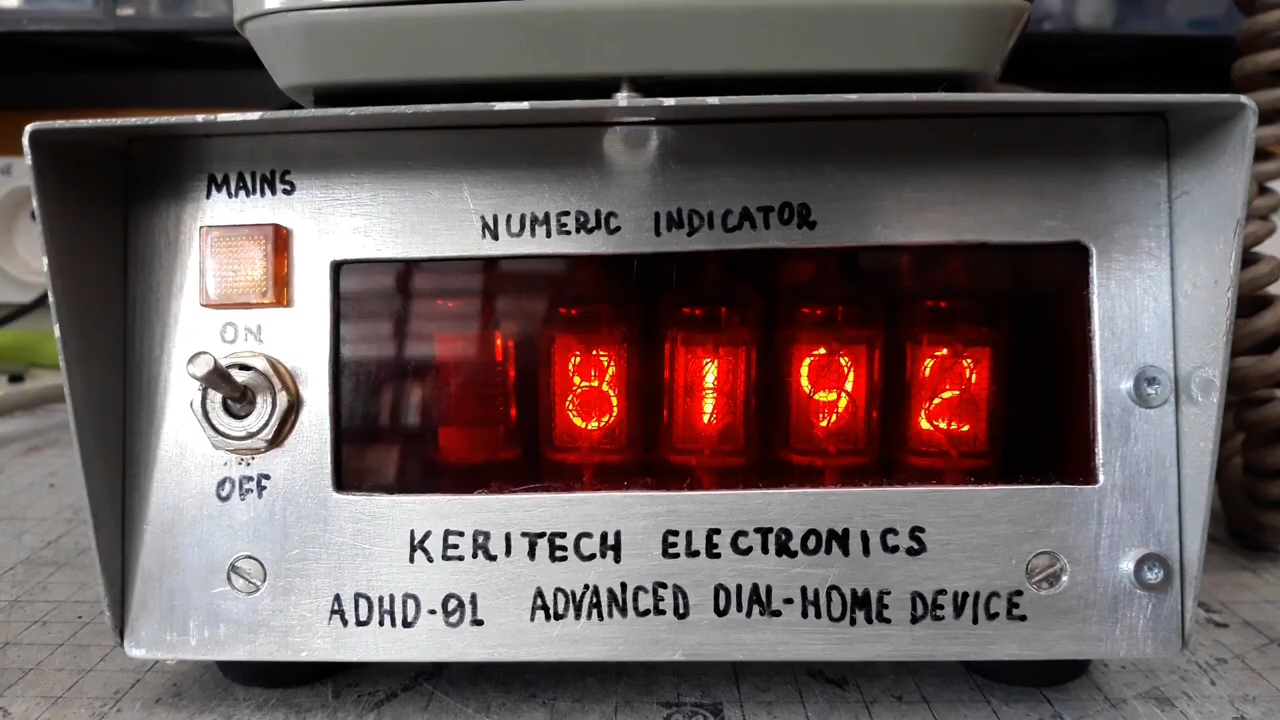 MAINS
NUMERIC INDICATOR
ON
8192
OFF
KERITECH ELECTRONICS
ADHD-01 ADVANCED DIAL-HOME DEVICE